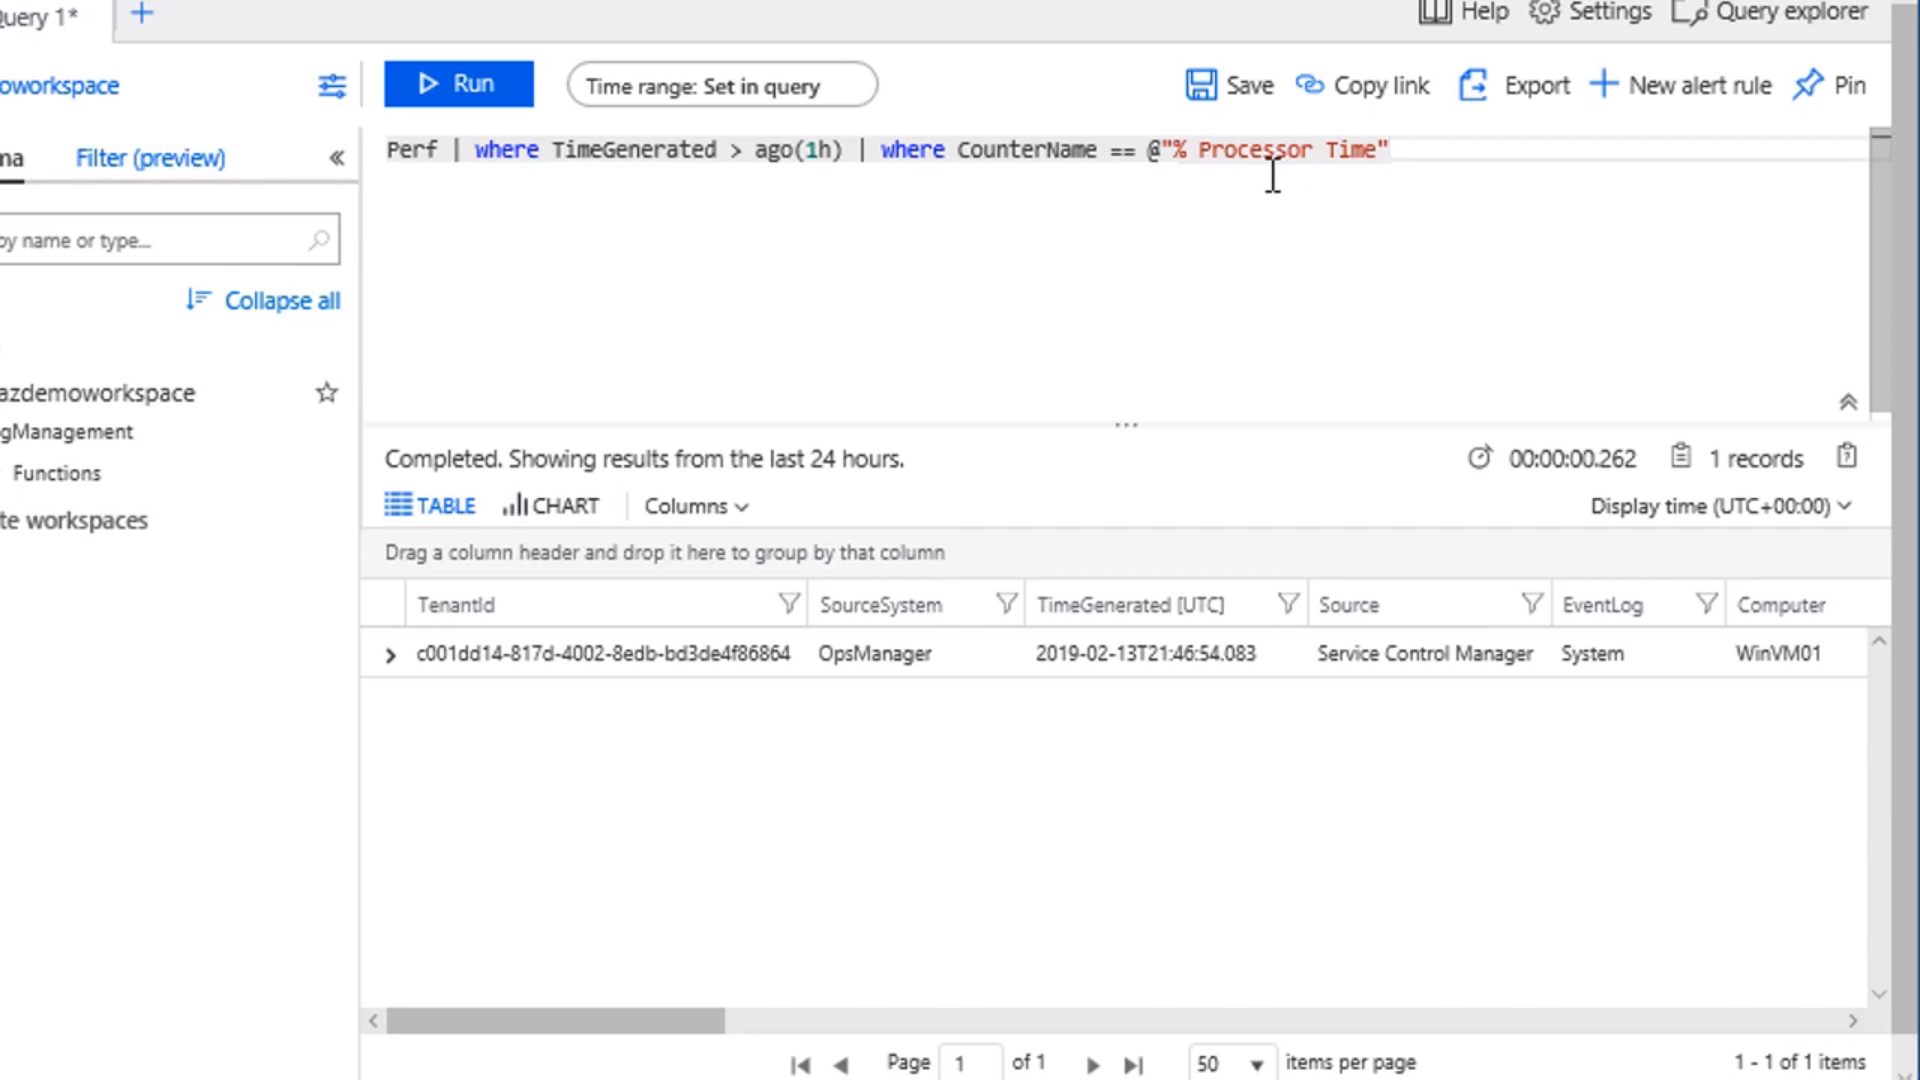 Query 1*
Help Settings Query explorer
oworkspace
Run
Time range: Set in query
Save Copy link Export New alert rule Pin
ma
Filter (preview)
Perf | where TimeGenerated > ago(1h) | where CounterName == @"% Processor Time"
by name or type...
Collapse all
azdemoworkspace
gManagement
Functions
te workspaces
Completed. Showing results from the last 24 hours.
00:00:00.262 1 records
TABLE CHART Columns
Display time (UTC+00:00)
Drag a column header and drop it here to group by that column
TenantId SourceSystem TimeGenerated [UTC] Source EventLog Computer
c001dd14-817d-4002-8edb-bd3de4f86864 OpsManager 2019-02-13T21:46:54.083 Service Control Manager System WinVM01
Page 1 of 1 50 items per page
1 - 1 of 1 items